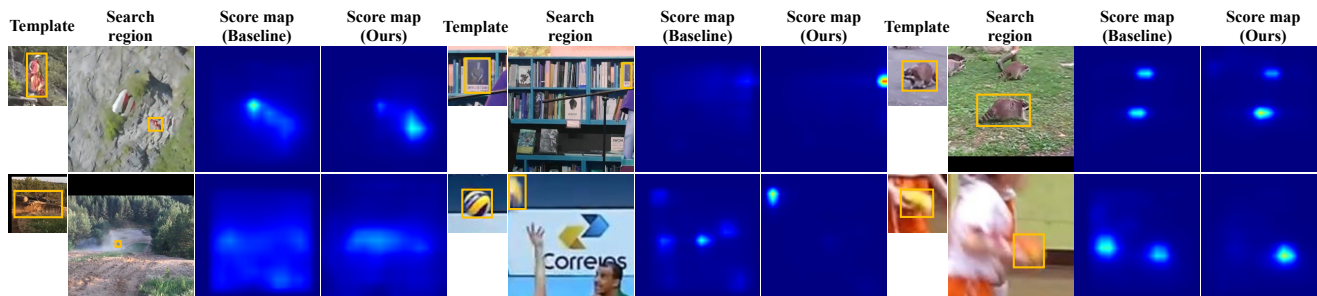 Template Search region Score map (Baseline) Score map (Ours) Template Search region Score map (Baseline) Score map (Ours) Template Search region Score map (Baseline) Score map (Ours)
Correios